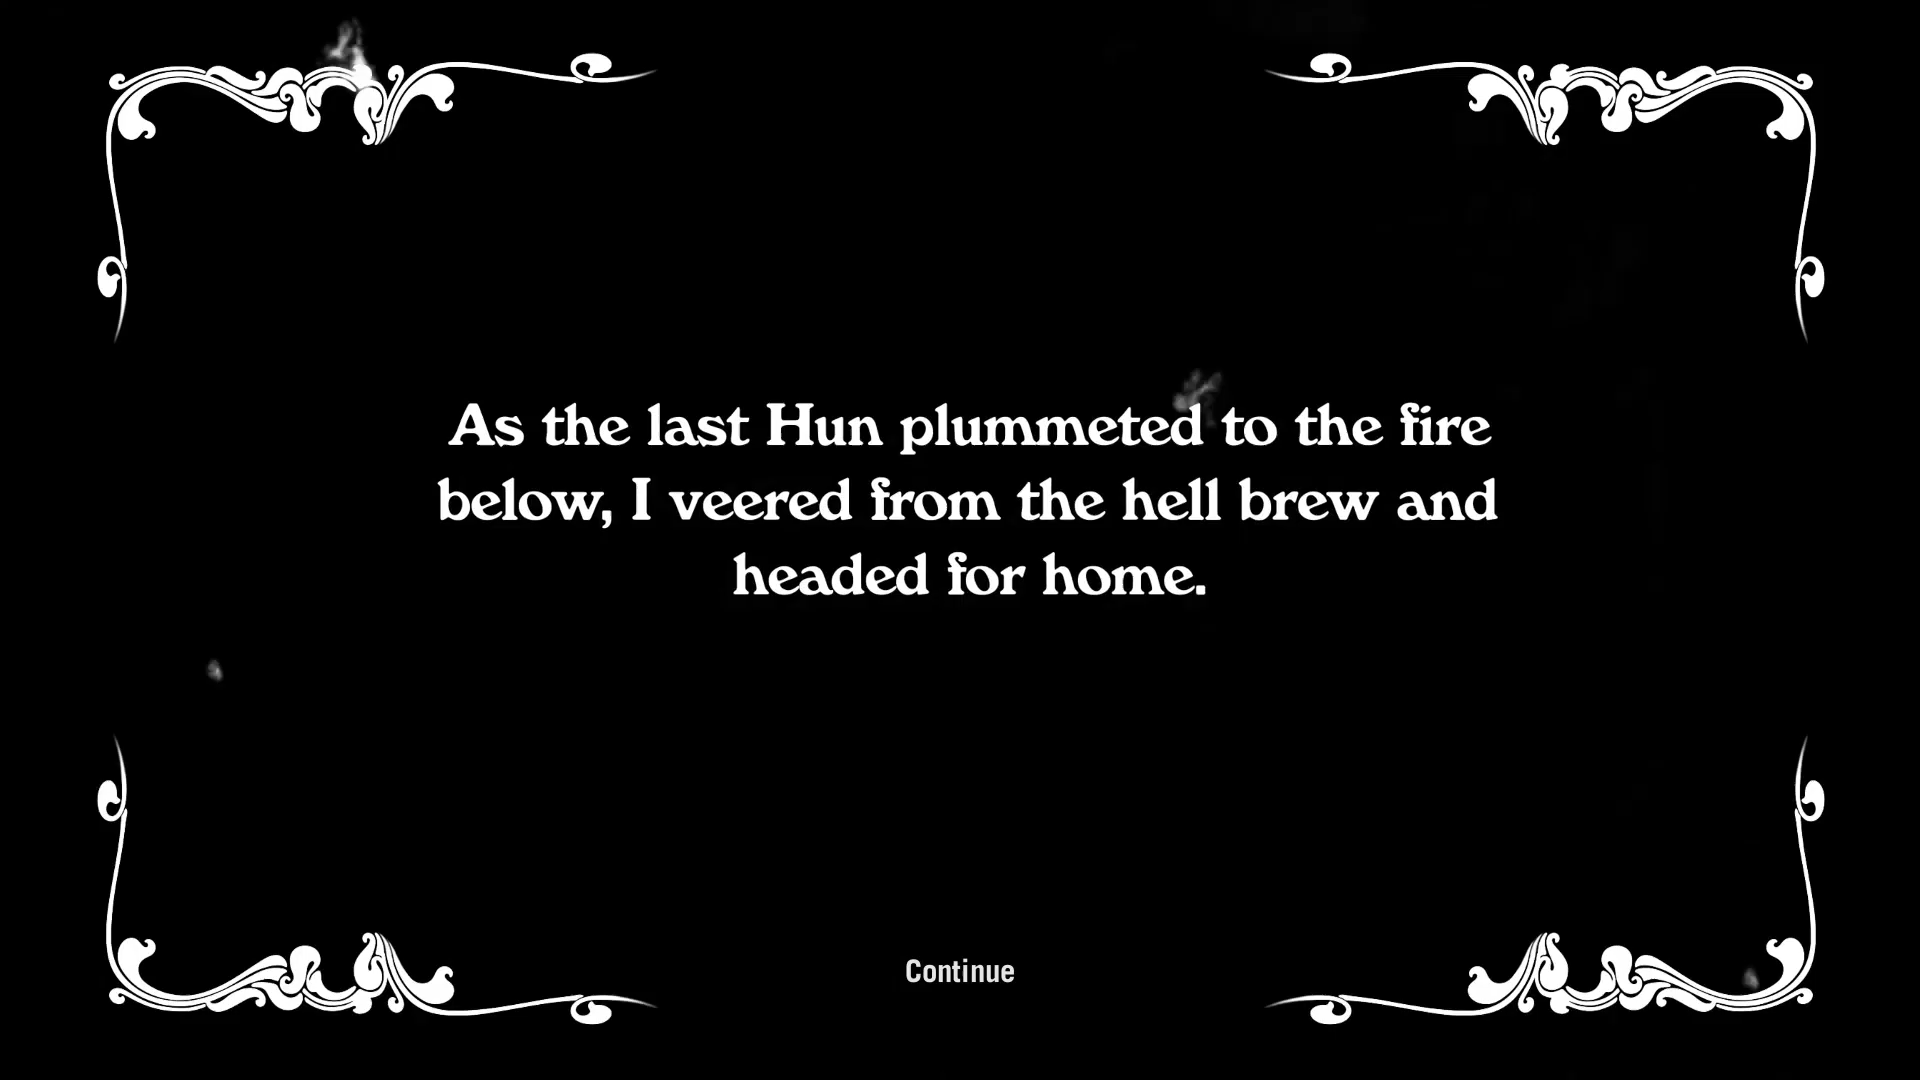 As the last Hun plummeted to the fire
below, I veered from the hell brew and
headed for home.
Continue